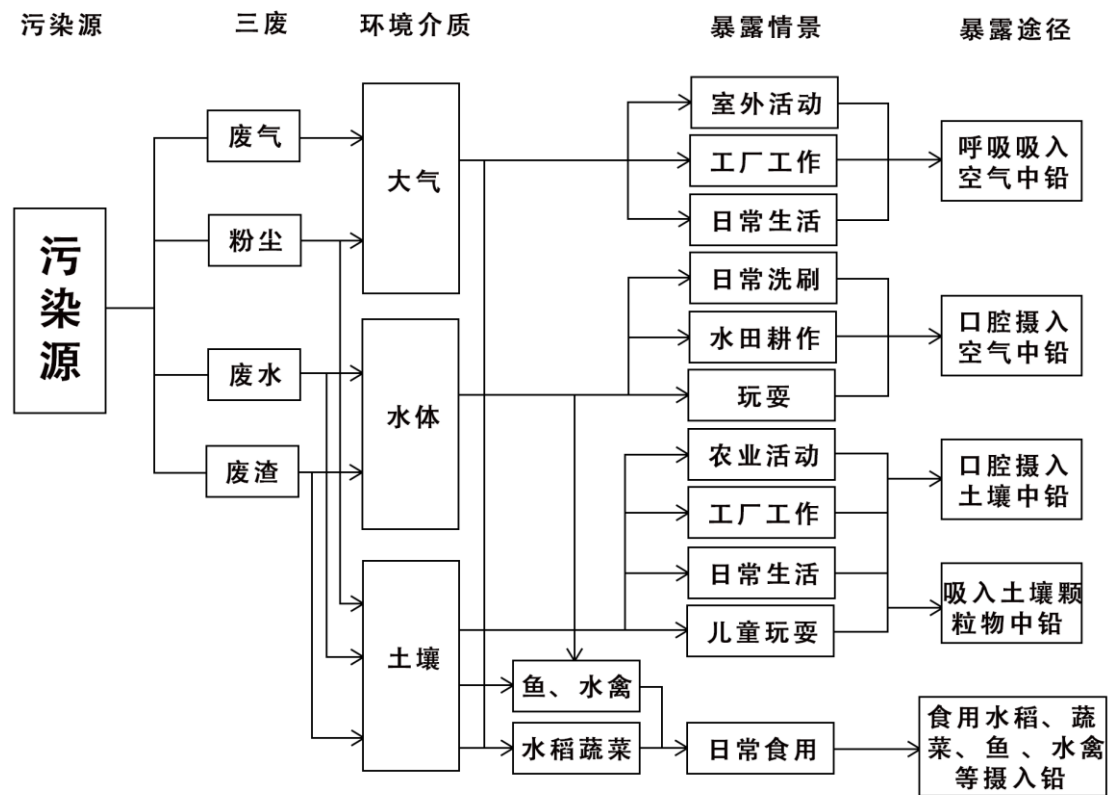 污染源
三废
环境介质
暴露情景
暴露途径
污
染
源
废气
粉尘
废水
废渣
大气
水体
土壤
鱼、水禽
水稻蔬菜
室外活动
工厂工作
日常生活
日常洗刷
水田耕作
玩耍
农业活动
工厂工作
日常生活
儿童玩耍
日常食用
呼吸吸入
空气中铅
口腔摄入
空气中铅
口腔摄入
土壤中铅
吸入土壤颗
粒物中铅
食用水稻、蔬
菜、鱼、水禽
等摄入铅